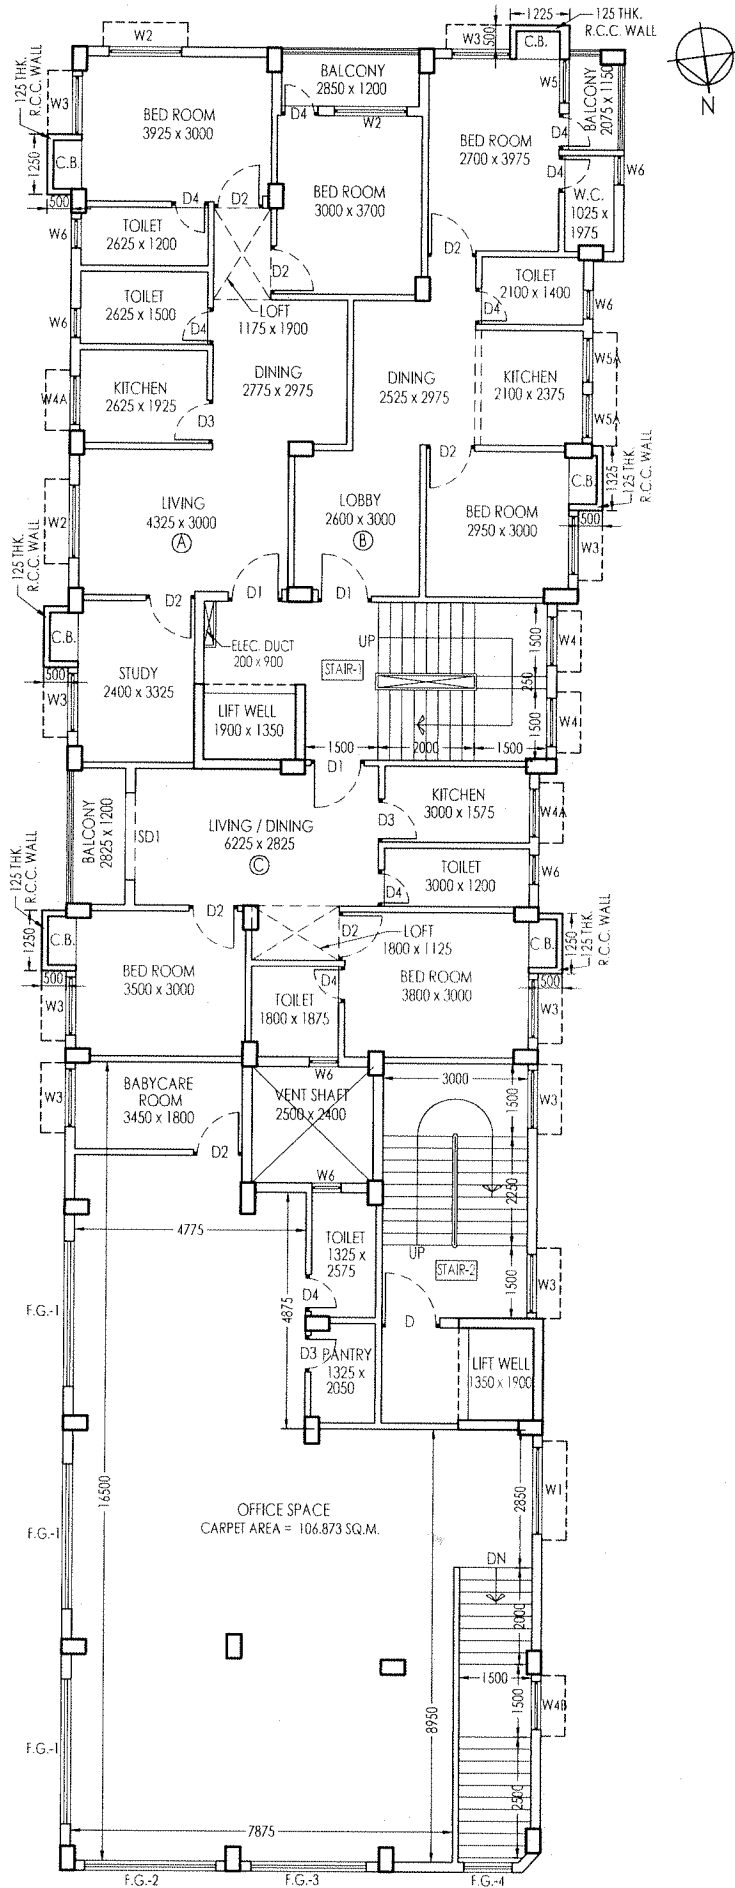 1225
125 THK.
R.C.C. WALL
W3
500
C.B.
N
W2
125 THK.
R.C.C. WALL
W3
BALCONY
2850 x 1200
D4
W2
W5
BALCONY
2075 x 1150
BED ROOM
3925 x 3000
BED ROOM
2700 x 3975
D4
D4
W6
1250
C.B.
500
BED ROOM
3000 x 3700
W.C.
1025 x
1975
D4
D2
W6
TOILET
2625 x 1200
D2
D2
TOILET
2625 x 1500
W6
D4
LOFT
1175 x 1900
TOILET
2100 x 1400
W6
D4
DINING
2775 x 2975
DINING
2525 x 2975
KITCHEN
2100 x 2375
W5A
W5A
W4A
KITCHEN
2625 x 1925
D3
D2
C.B.
1325
125 THK.
R.C.C. WALL
LIVING
4325 x 3000
A
LOBBY
2600 x 3000
B
BED ROOM
2950 x 3000
500
W3
W2
125 THK.
R.C.C. WALL
D2
D1
D1
C.B.
500
W3
STUDY
2400 x 3325
ELEC. DUCT
200 x 900
UP
STAIR-1
1500
W4
250
LIFT WELL
1900 x 1350
1500
W4
1500
2000
1500
D1
BALCONY
2825 x 1200
SD1
LIVING / DINING
6225 x 2825
C
KITCHEN
3000 x 1575
D3
W4A
TOILET
3000 x 1200
D4
W6
125 THK.
R.C.C. WALL
D2
D2
LOFT
1800 x 1125
1250
C.B.
500
W3
BED ROOM
3500 x 3000
TOILET
1800 x 1875
D4
BED ROOM
3800 x 3000
C.B.
1250
125 THK.
R.C.C. WALL
500
W3
W6
W3
BABYCARE
ROOM
3450 x 1800
D2
VENT SHAFT
2500 x 2400
3000
1500
W3
W6
2250
4775
TOILET
1325 x
2575
UP
STAIR-2
1500
W3
F.G.-1
4875
D4
D
D3
PANTRY
1325 x
2050
LIFT WELL
1350 x 1900
16500
OFFICE SPACE
CARPET AREA = 106.873 SQ.M.
2850
W1
F.G.-1
DN
2000
1500
1500
W4B
8950
F.G.-1
2500
7875
F.G.-2
F.G.-3
F.G.-4